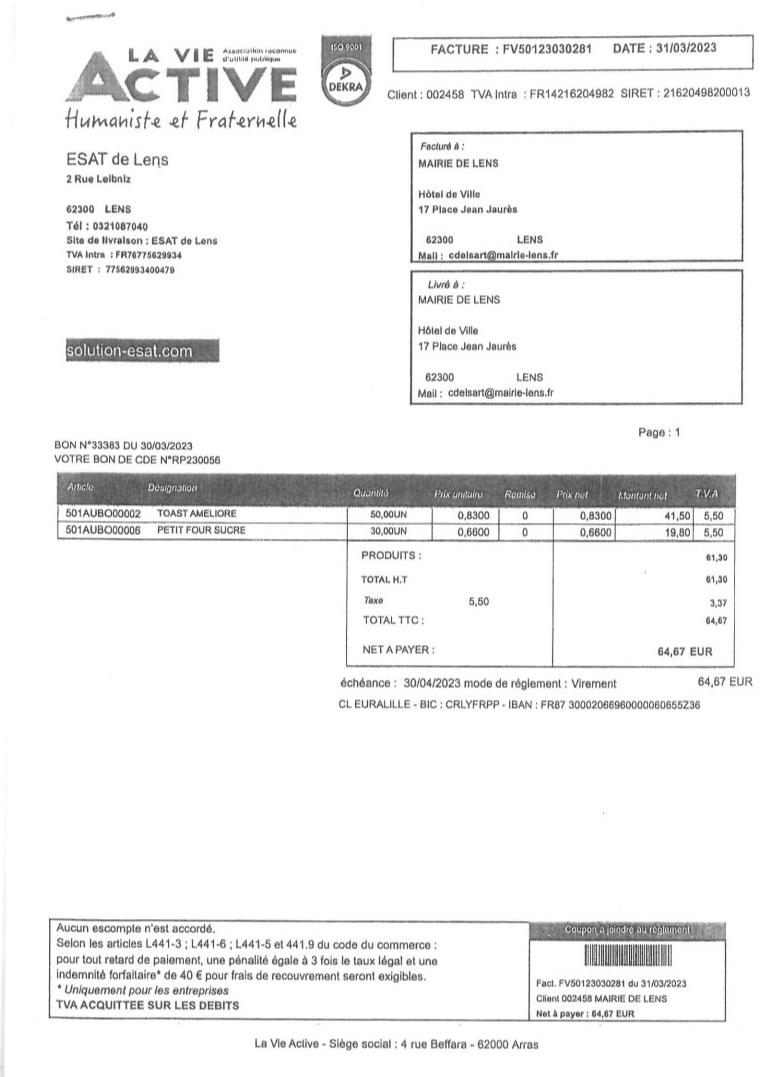 LA VIE Association reconnue d'utilité publique
ACTIVE
Humaniste et Fraternelle
ISO 9001
DEKRA
FACTURE : FV50123030281 DATE : 31/03/2023
Client : 002458 TVA Intra : FR14216204982 SIRET : 21620498200013
ESAT de Lens
2 Rue Leibniz
62300 LENS
Tél : 0321087040
Site de livraison : ESAT de Lens
TVA Intra : FR76775629934
SIRET : 77562993400479
solution-esat.com
Facturé à :
MAIRIE DE LENS
Hôtel de Ville
17 Place Jean Jaurès
62300 LENS
Mail : cdelsart@mairie-lens.fr
Livré à :
MAIRIE DE LENS
Hôtel de Ville
17 Place Jean Jaurès
62300 LENS
Mail : cdelsart@mairie-lens.fr
Page : 1
BON N°33383 DU 30/03/2023
VOTRE BON DE CDE N°RP230056
Article Désignation Quantité Prix unitaire Remise Prix net Montant net T.V.A
501AUBO00002 TOAST AMELIORE 50,00UN 0,8300 0 0,8300 41,50 5,50
501AUBO00006 PETIT FOUR SUCRE 30,00UN 0,6600 0 0,6600 19,80 5,50
PRODUITS : 61,30
TOTAL H.T 61,30
Taxe 5,50 3,37
TOTAL TTC : 64,67
NET A PAYER : 64,67 EUR
échéance : 30/04/2023 mode de réglement : Virement 64,67 EUR
CL EURALILLE - BIC : CRLYFRPP - IBAN : FR87 30002066960000060655Z36
Aucun escompte n'est accordé.
Selon les articles L441-3 ; L441-6 ; L441-5 et 441.9 du code du commerce :
pour tout retard de paiement, une pénalité égale à 3 fois le taux légal et une
indemnité forfaitaire* de 40 € pour frais de recouvrement seront exigibles.
* Uniquement pour les entreprises
TVA ACQUITTEE SUR LES DEBITS
Coupon à joindre au règlement
Fact. FV50123030281 du 31/03/2023
Client 002458 MAIRIE DE LENS
Net à payer : 64,67 EUR
La Vie Active - Siège social : 4 rue Beffara - 62000 Arras